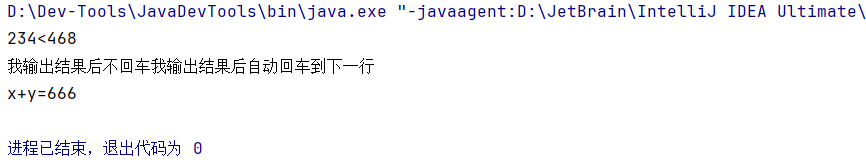 D:\Dev-Tools\JavaDevTools\bin\java.exe "-javaagent:D:\JetBrain\IntelliJ IDEA Ultimate\
234<468
我输出结果后不回车我输出结果后自动回车到下一行
x+y=666
进程已结束，退出代码为 0